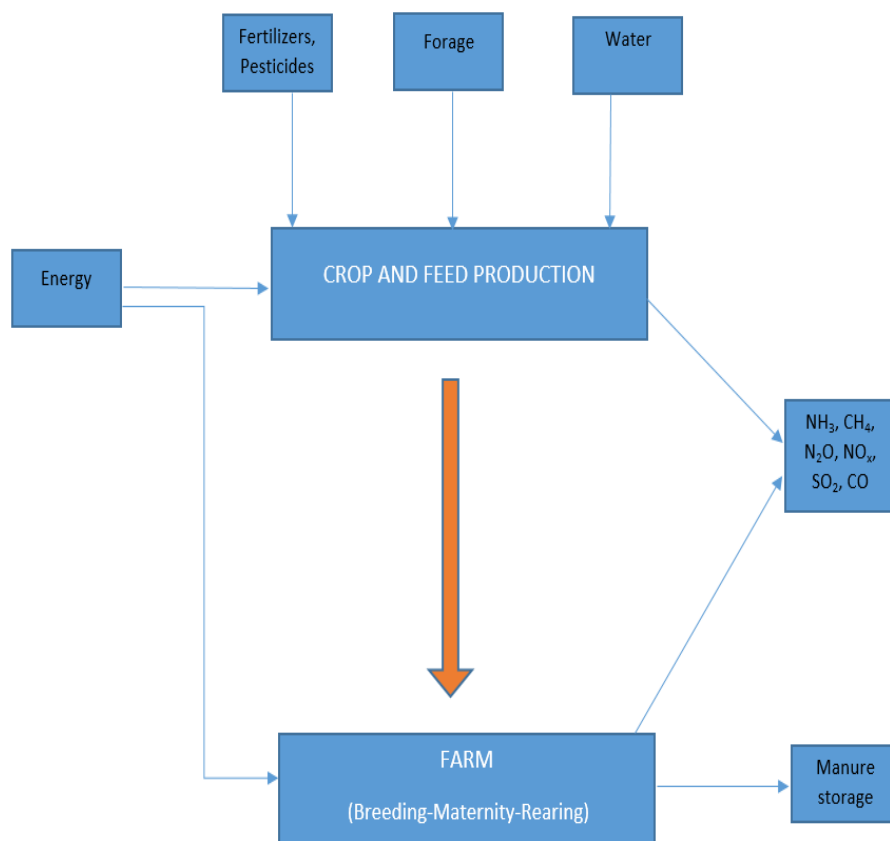 Fertilizers,
Pesticides
Forage
Water
Energy
CROP AND FEED PRODUCTION
NH₃, CH₄,
N₂O, NOₓ,
SO₂, CO
FARM
(Breeding-Maternity-Rearing)
Manure
storage